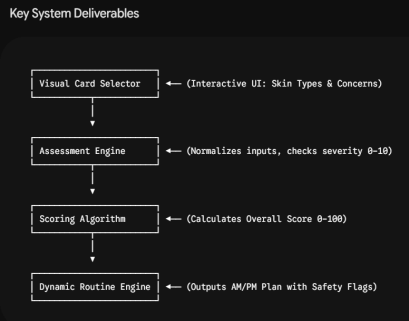 Key System Deliverables
Visual Card Selector (Interactive UI: Skin Types & Concerns)
Assessment Engine (Normalizes inputs, checks severity 0-10)
Scoring Algorithm (Calculates Overall Score 0-100)
Dynamic Routine Engine (Outputs AM/PM Plan with Safety Flags)